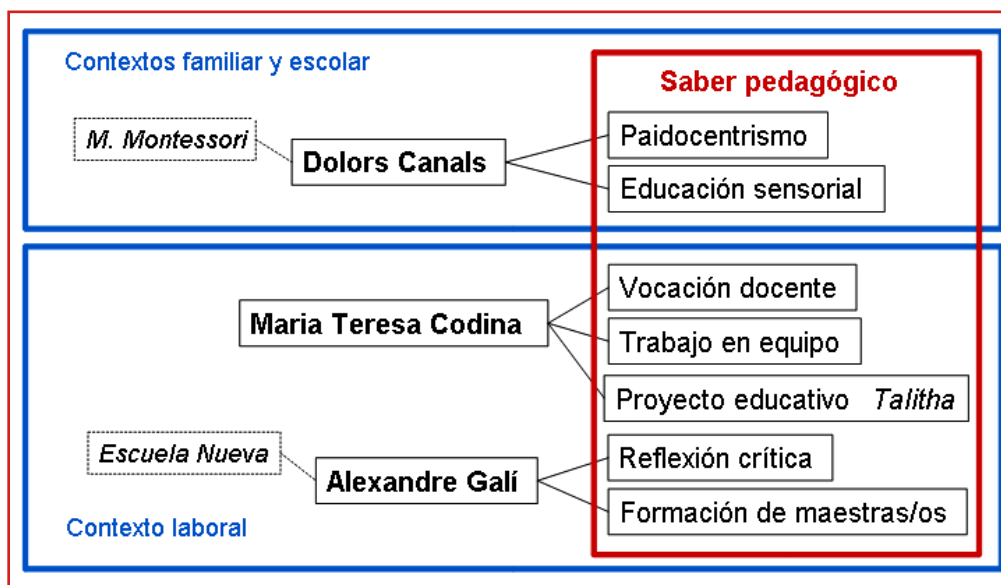 Contextos familiar y escolar
Saber pedagógico
M. Montessori
Dolors Canals
Paidocentrismo
Educación sensorial
Maria Teresa Codina
Vocación docente
Trabajo en equipo
Proyecto educativo Talitha
Escuela Nueva
Alexandre Galí
Reflexión crítica
Formación de maestras/os
Contexto laboral